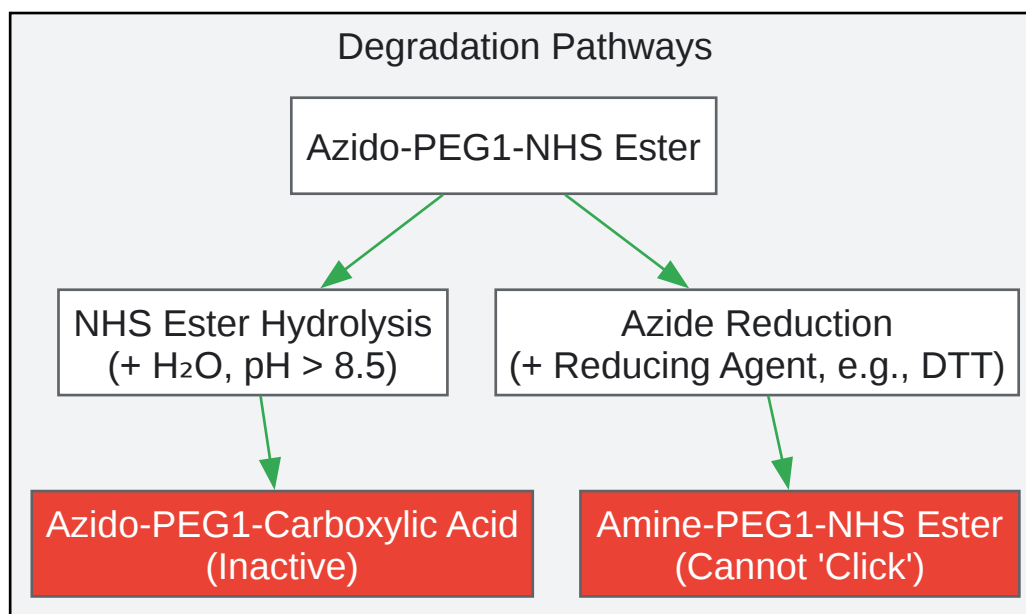 Degradation Pathways
Azido-PEG1-NHS Ester
NHS Ester Hydrolysis
(+ H₂O, pH > 8.5)
Azide Reduction
(+ Reducing Agent, e.g., DTT)
Azido-PEG1-Carboxylic Acid
(Inactive)
Amine-PEG1-NHS Ester
(Cannot 'Click')